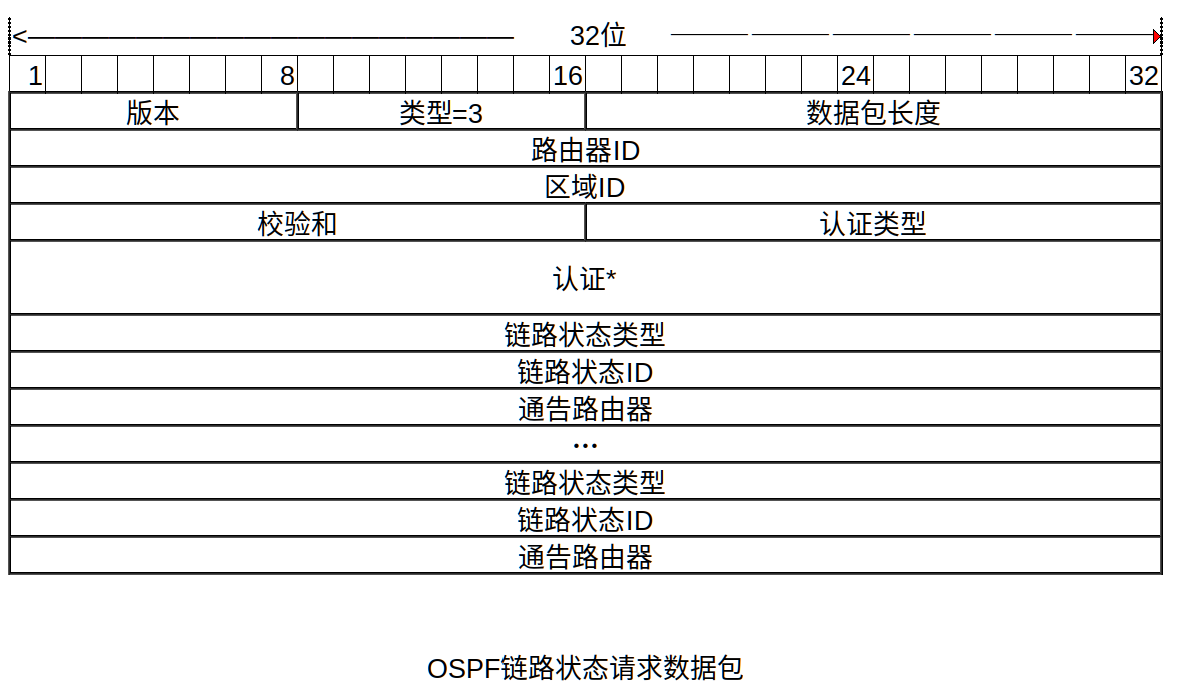 32位
1 8 16 24 32
版本 类型=3 数据包长度
路由器ID
区域ID
校验和 认证类型
认证*
链路状态类型
链路状态ID
通告路由器
…
链路状态类型
链路状态ID
通告路由器
OSPF链路状态请求数据包